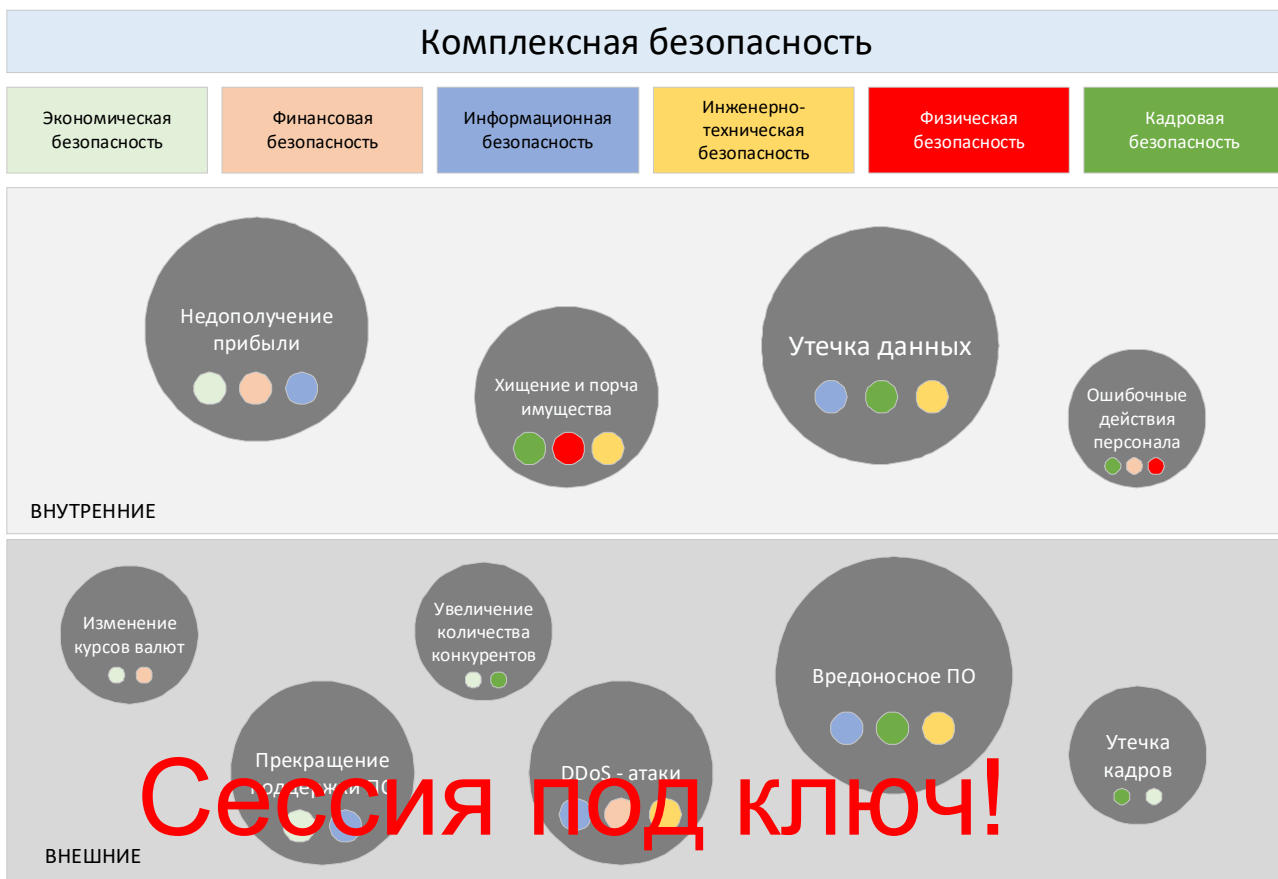 Комплексная безопасность
Экономическая
безопасность
Финансовая
безопасность
Информационная
безопасность
Инженерно-
техническая
безопасность
Физическая
безопасность
Кадровая
безопасность
Недополучение
прибыли
Хищение и порча
имущества
Утечка данных
Ошибочные
действия
персонала
ВНУТРЕННИЕ
Изменение
курсов валют
Увеличение
количества
конкурентов
Вредоносное ПО
Прекращение
поддержки ПО
DDoS - атаки
Утечка
кадров
Сессия под ключ!
ВНЕШНИЕ